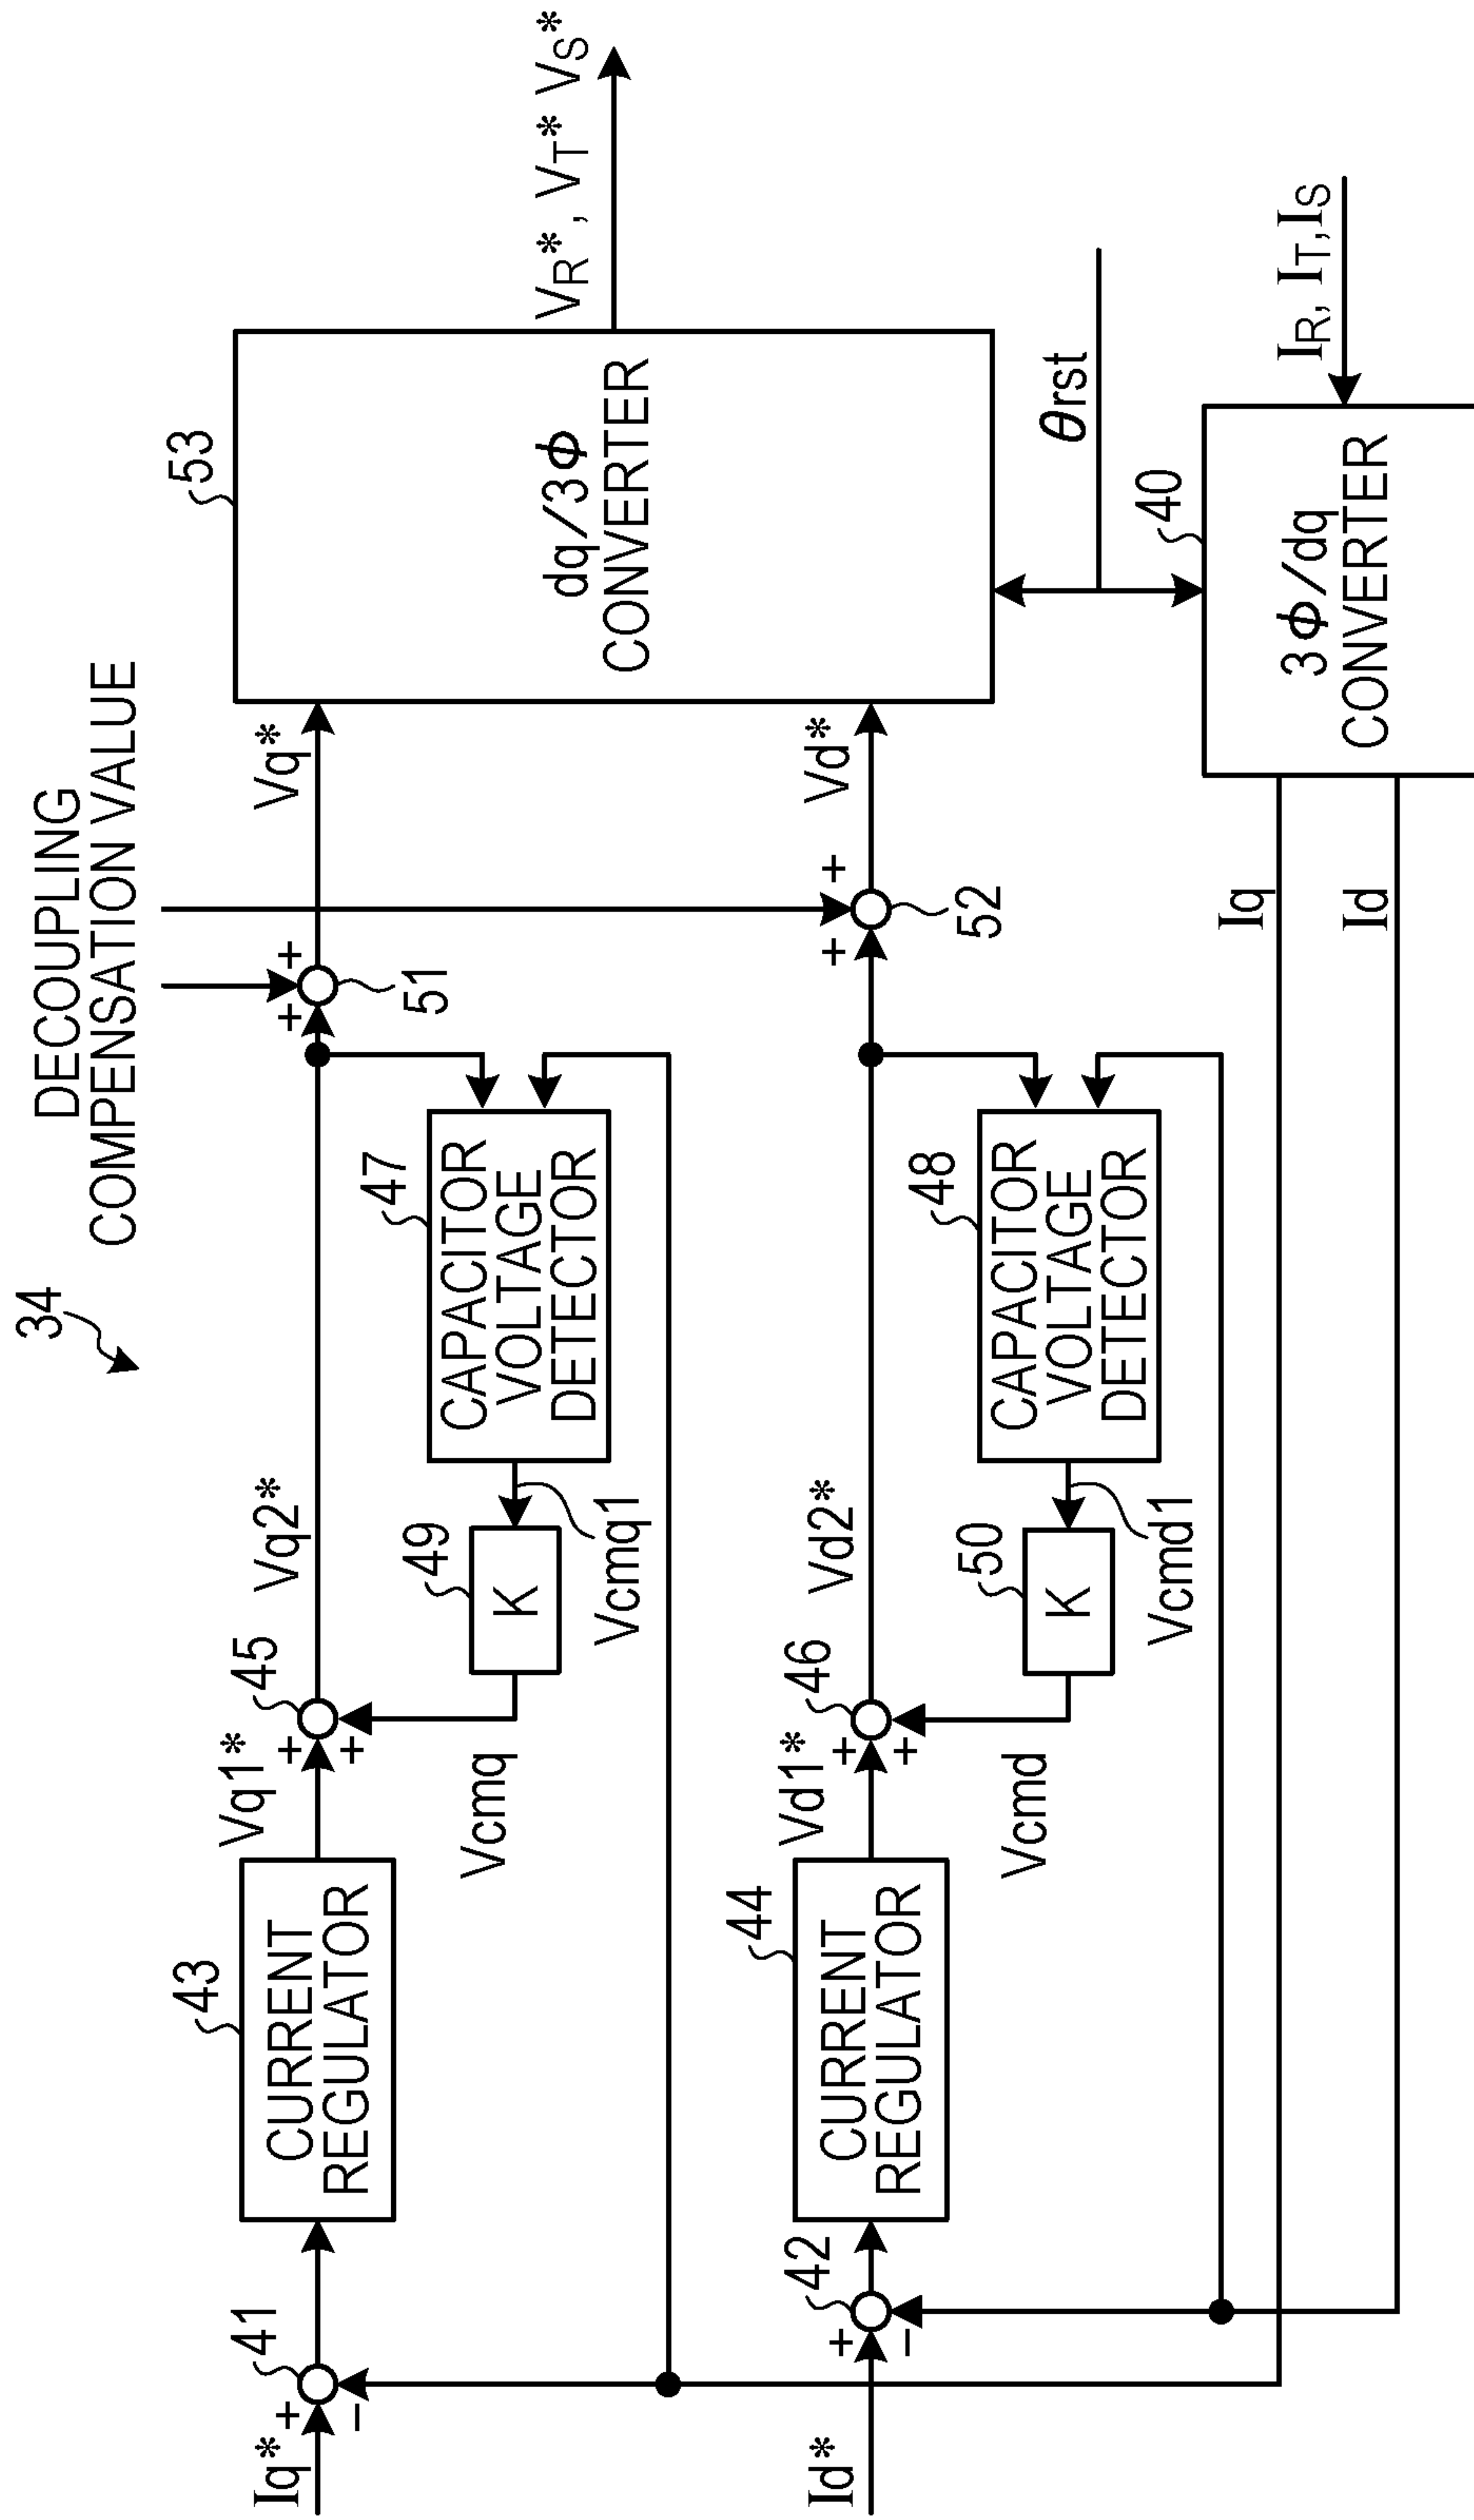 34
DECOUPLING
COMPENSATION VALUE
Iq*
+
−
41
43
CURRENT
REGULATOR
Vq1*
+
+
45
Vq2*
Vcmq
49
K
Vcmq1
47
CAPACITOR
VOLTAGE
DETECTOR
+
+
51
Vq*
53
dq/3ϕ
CONVERTER
VR*, VT* VS*
Id*
+
−
42
44
CURRENT
REGULATOR
Vd1*
+
+
46
Vd2*
Vcmd
50
K
Vcmd1
48
CAPACITOR
VOLTAGE
DETECTOR
+
+
52
Vd*
θrst
40
3ϕ/dq
CONVERTER
IR, IT,IS
Iq
Id